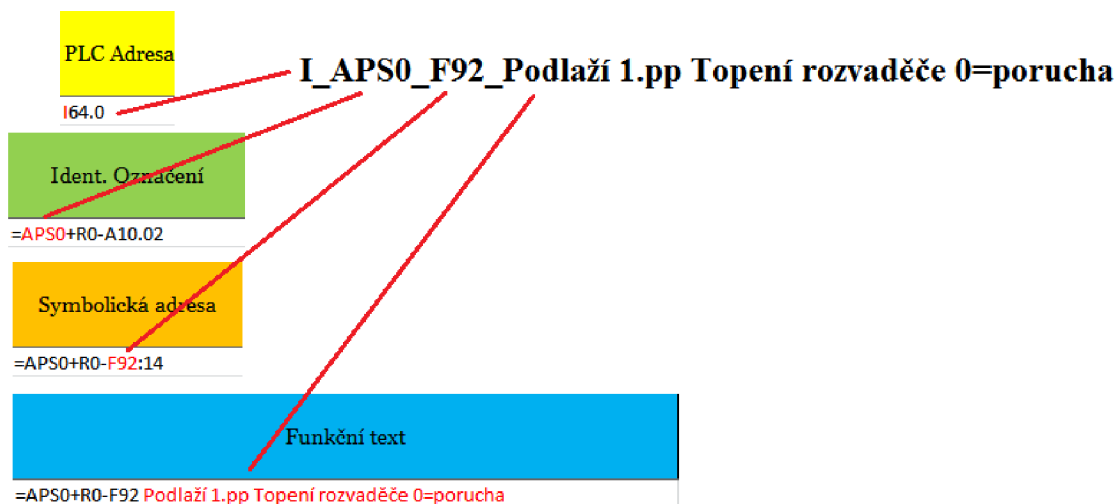 PLC Adresa
I_APS0_F92_Podlaží 1.pp Topení rozvaděče 0=porucha
I64.0
Ident. Označení
=APS0+R0-A10.02
Symbolická adresa
=APS0+R0-F92:14
Funkční text
=APS0+R0-F92 Podlaží 1.pp Topení rozvaděče 0=porucha